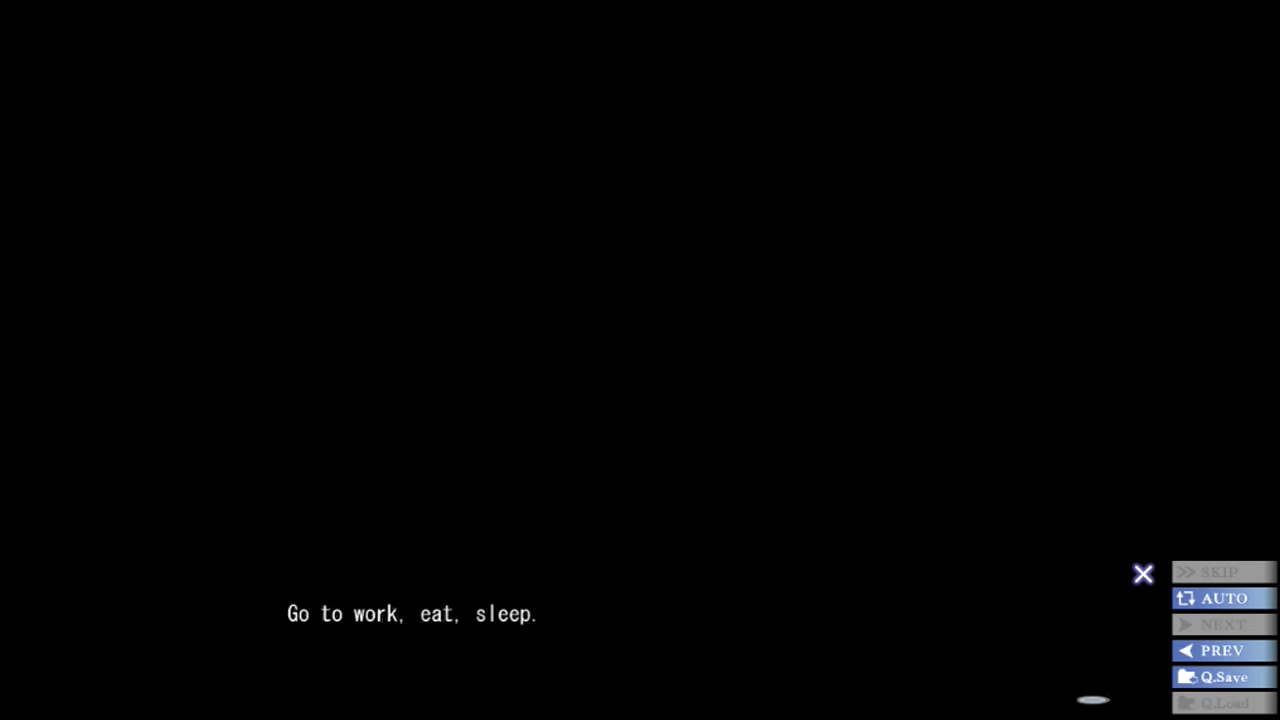 SKIP
Go to work, eat, sleep.
AUTO
NEXT
PREV
Q.Save
Q.Load